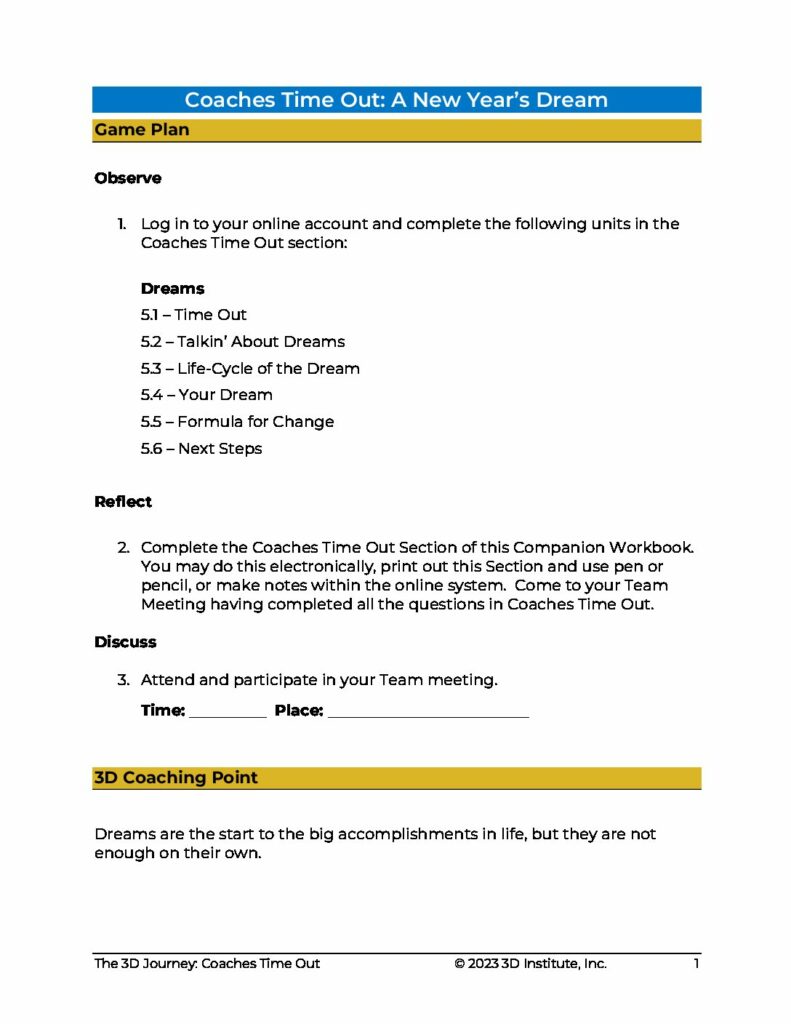 Coaches Time Out: A New Year's Dream
Game Plan
Observe
1. Log in to your online account and complete the following units in the
Coaches Time Out section:
Dreams
5.1 – Time Out
5.2 – Talkin' About Dreams
5.3 – Life-Cycle of the Dream
5.4 – Your Dream
5.5 – Formula for Change
5.6 – Next Steps
Reflect
2. Complete the Coaches Time Out Section of this Companion Workbook.
You may do this electronically, print out this Section and use pen or
pencil, or make notes within the online system. Come to your Team
Meeting having completed all the questions in Coaches Time Out.
Discuss
3. Attend and participate in your Team meeting.
Time: _________ Place: ________________________
3D Coaching Point
Dreams are the start to the big accomplishments in life, but they are not
enough on their own.
The 3D Journey: Coaches Time Out © 2023 3D Institute, Inc. 1